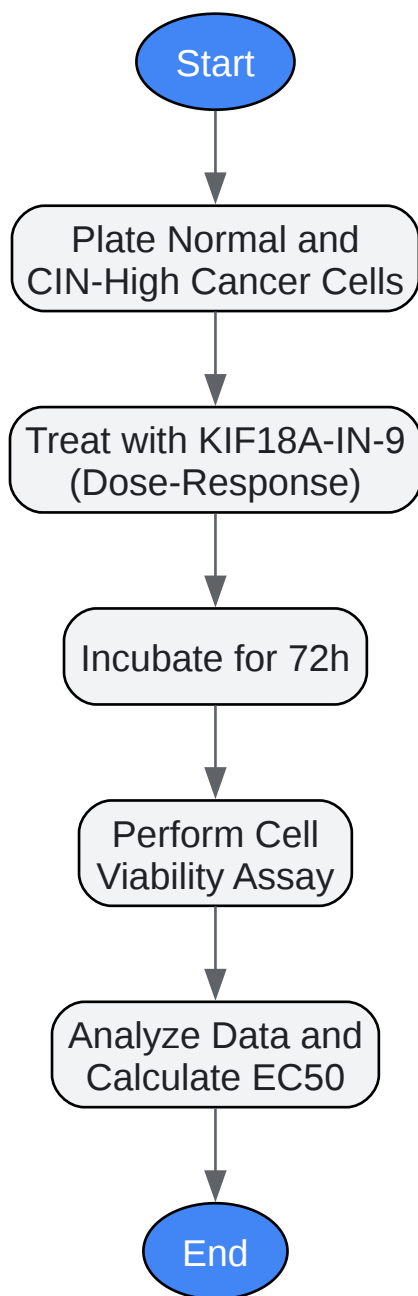 Start
Plate Normal and
CIN-High Cancer Cells
Treat with KIF18A-IN-9
(Dose-Response)
Incubate for 72h
Perform Cell
Viability Assay
Analyze Data and
Calculate EC50
End